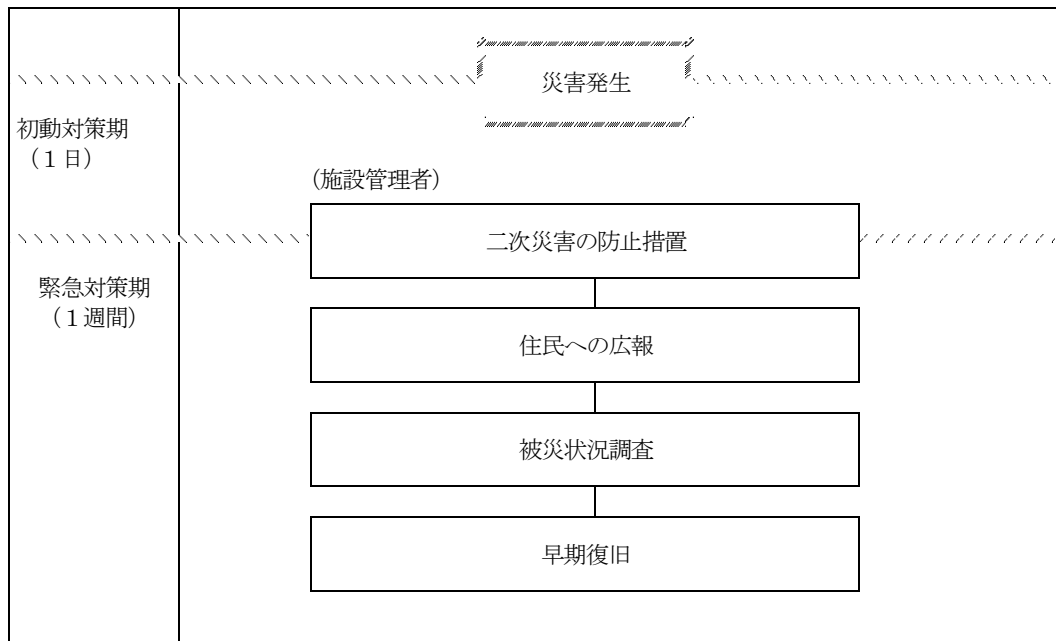 災害発生
初動対策期
（１日）
(施設管理者)
二次災害の防止措置
緊急対策期
（１週間）
住民への広報
被災状況調査
早期復旧